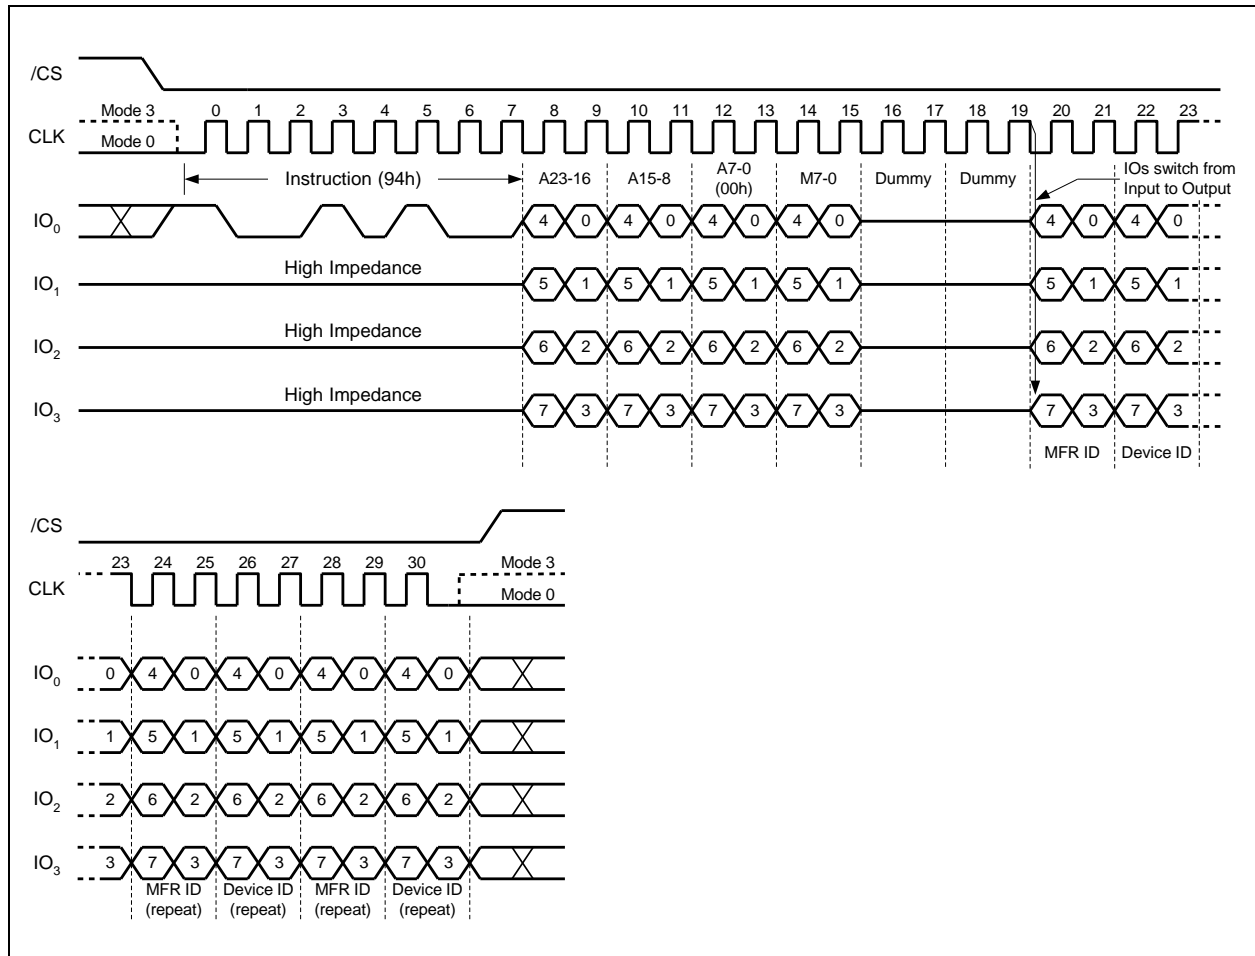 /CS
Mode 3 0 1 2 3 4 5 6 7 8 9 10 11 12 13 14 15 16 17 18 19 20 21 22 23
CLK Mode 0
Instruction (94h) A23-16 A15-8 A7-0 (00h) M7-0 Dummy Dummy IOs switch from Input to Output
IO0 4 0 4 0 4 0 4 0 4 0 4 0
High Impedance
IO1 5 1 5 1 5 1 5 1 5 1 5 1
High Impedance
IO2 6 2 6 2 6 2 6 2 6 2 6 2
High Impedance
IO3 7 3 7 3 7 3 7 3 7 3 7 3
MFR ID Device ID
/CS
23 24 25 26 27 28 29 30 Mode 3
CLK Mode 0
IO0 0 4 0 4 0 4 0 4 0
IO1 1 5 1 5 1 5 1 5 1
IO2 2 6 2 6 2 6 2 6 2
IO3 3 7 3 7 3 7 3 7 3
MFR ID Device ID MFR ID Device ID
(repeat) (repeat) (repeat) (repeat)